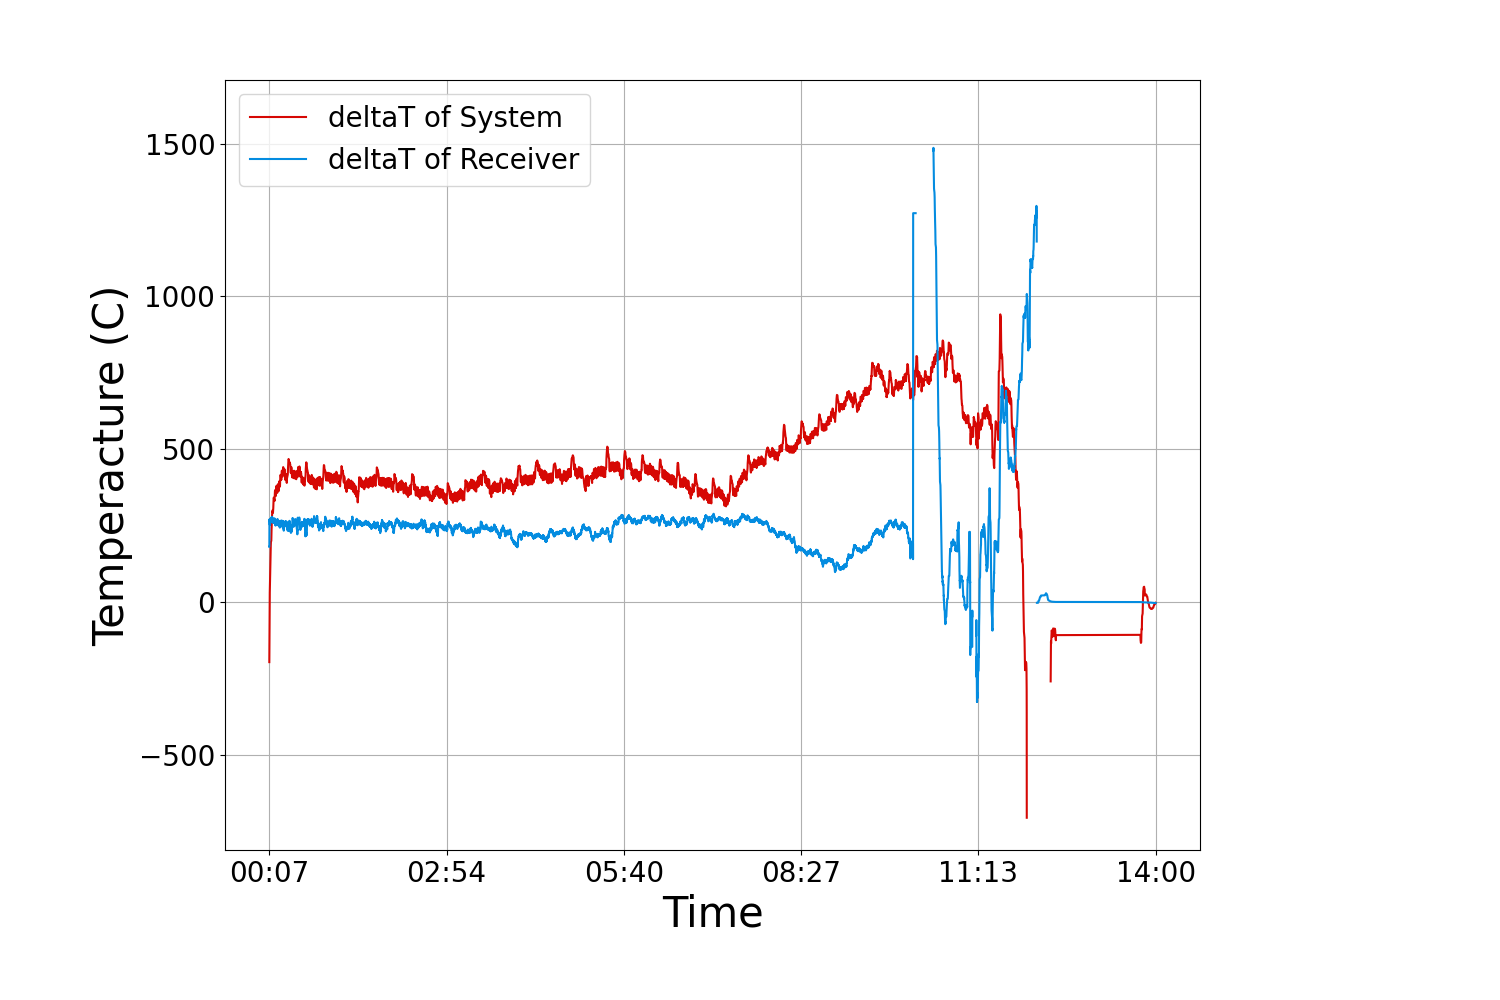 deltaT of System
deltaT of Receiver
1500
1000
500
0
−500
Temperacture (C)
00:07 02:54 05:40 08:27 11:13 14:00
Time